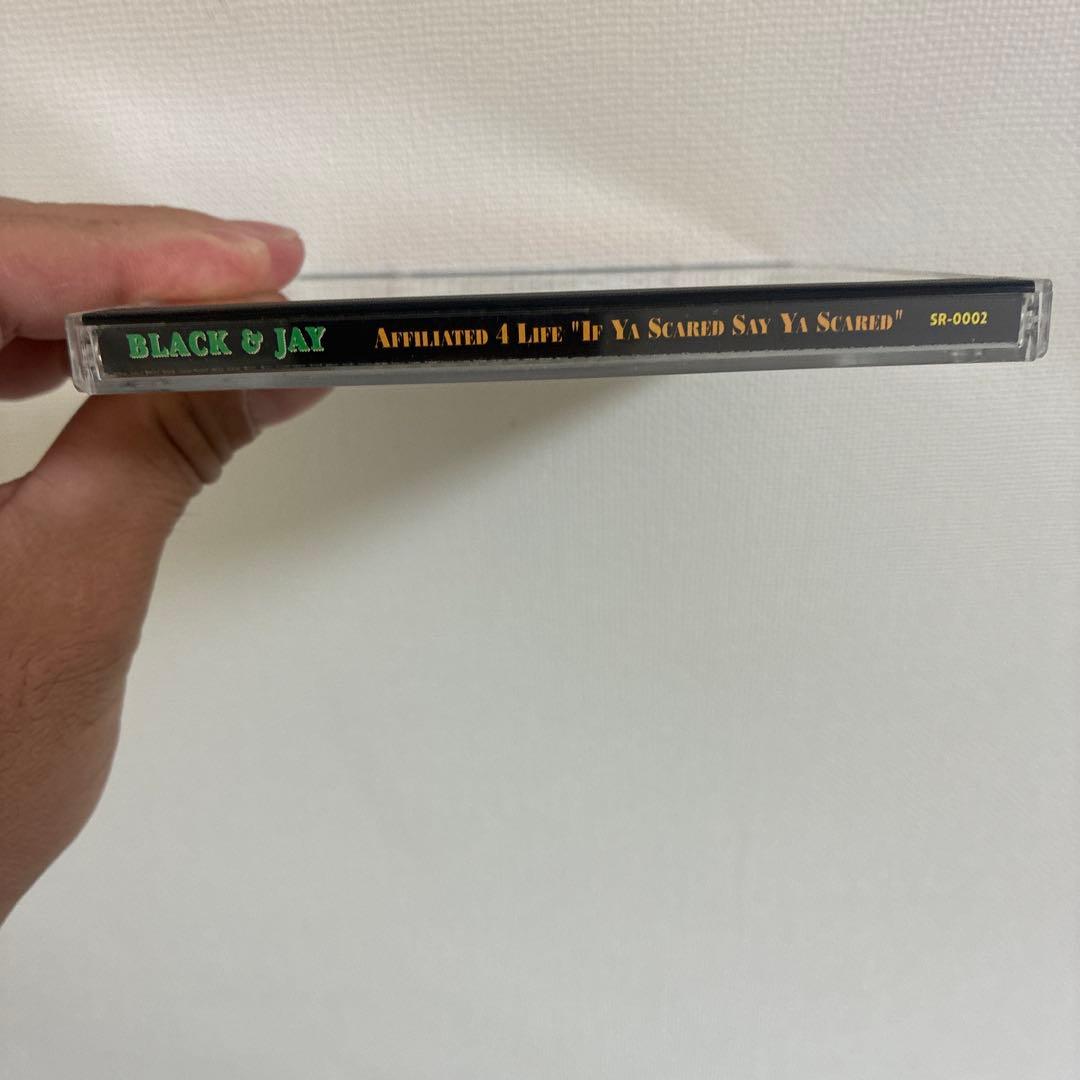 BLACK & JAY AFFILIATED 4 LIFE "IF YA SCARED SAY YA SCARED" SR-0002